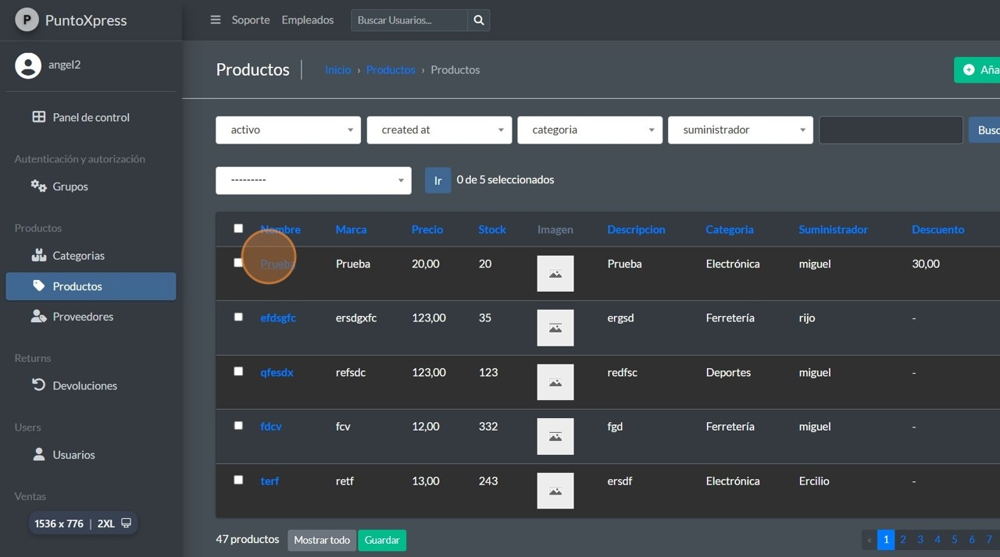 P PuntoXpress
Soporte Empleados Buscar Usuarios...
angel2
Productos Inicio › Productos › Productos Aña
Panel de control
activo created at categoria suministrador Busc
Autenticación y autorización
--------- Ir 0 de 5 seleccionados
Grupos
Productos
Nombre Marca Precio Stock Imagen Descripcion Categoria Suministrador Descuento
Categorias
Prueba Prueba 20,00 20 Prueba Electrónica miguel 30,00
Productos
Proveedores
efdsgfc ersdgxfc 123,00 35 ergsd Ferretería rijo -
Returns
qfesdx refsdc 123,00 123 redfsc Deportes miguel -
Devoluciones
Users
fdcv fcv 12,00 332 fgd Ferretería miguel -
Usuarios
terf retf 13,00 243 ersdf Electrónica Ercilio -
Ventas
1536 x 776 | 2XL
47 productos Mostrar todo Guardar « 1 2 3 4 5 6 7